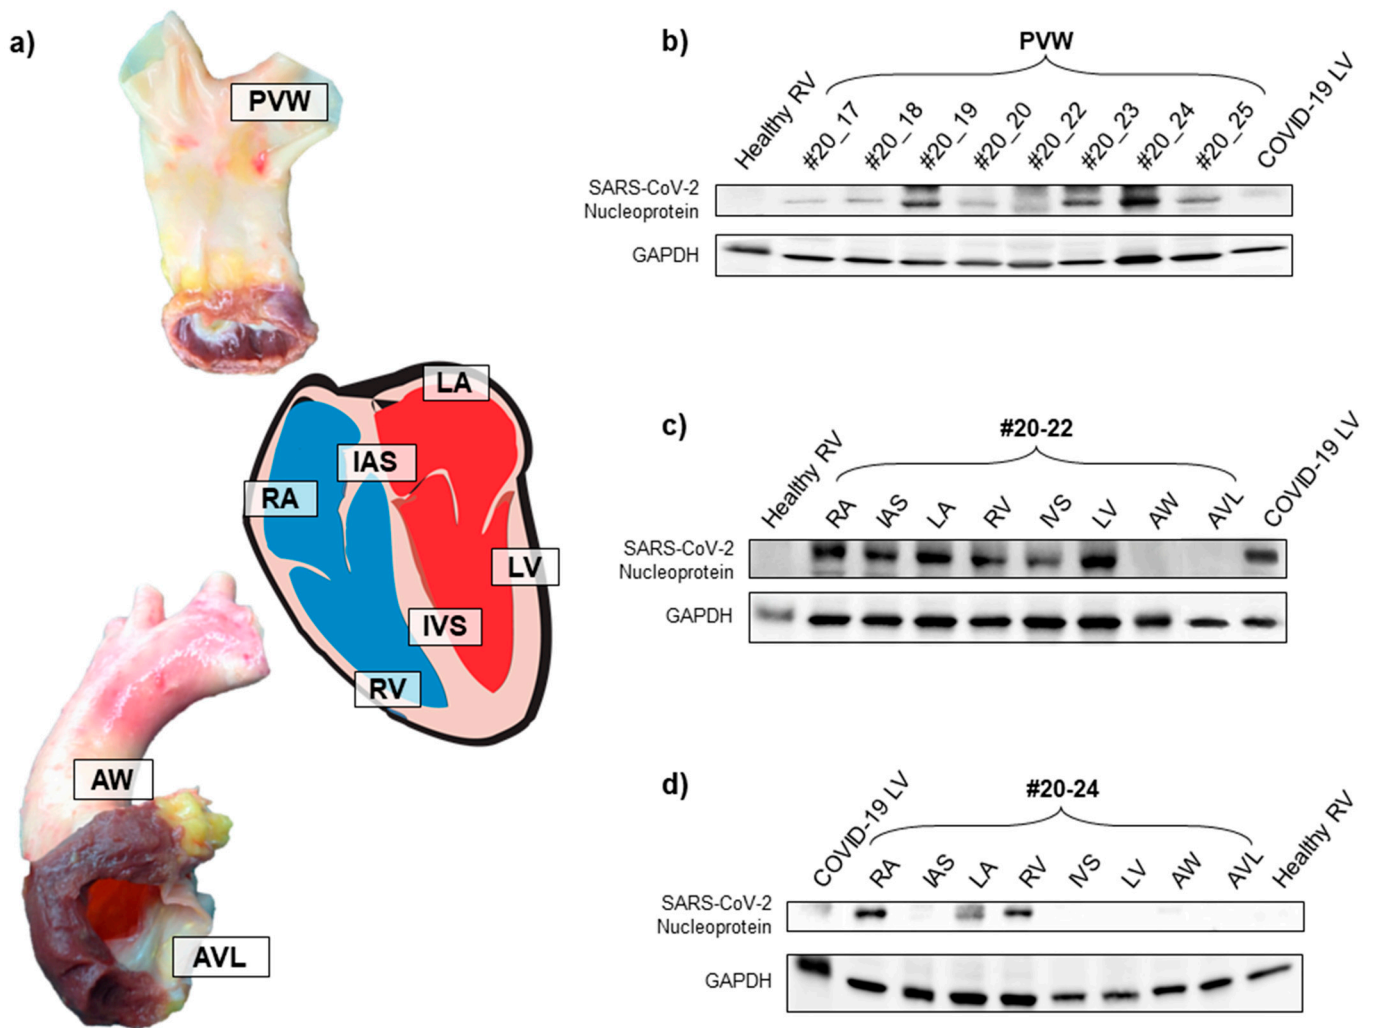 a)
PVW
LA
IAS
RA
LV
IVS
RV
AW
AVL
b)
PVW
Healthy RV
#20_17
#20_18
#20_19
#20_20
#20_22
#20_23
#20_24
#20_25
COVID-19 LV
SARS-CoV-2
Nucleoprotein
GAPDH
c)
#20-22
Healthy RV
RA
IAS
LA
RV
IVS
LV
AW
AVL
COVID-19 LV
SARS-CoV-2
Nucleoprotein
GAPDH
d)
#20-24
COVID-19 LV
RA
IAS
LA
RV
IVS
LV
AW
AVL
Healthy RV
SARS-CoV-2
Nucleoprotein
GAPDH